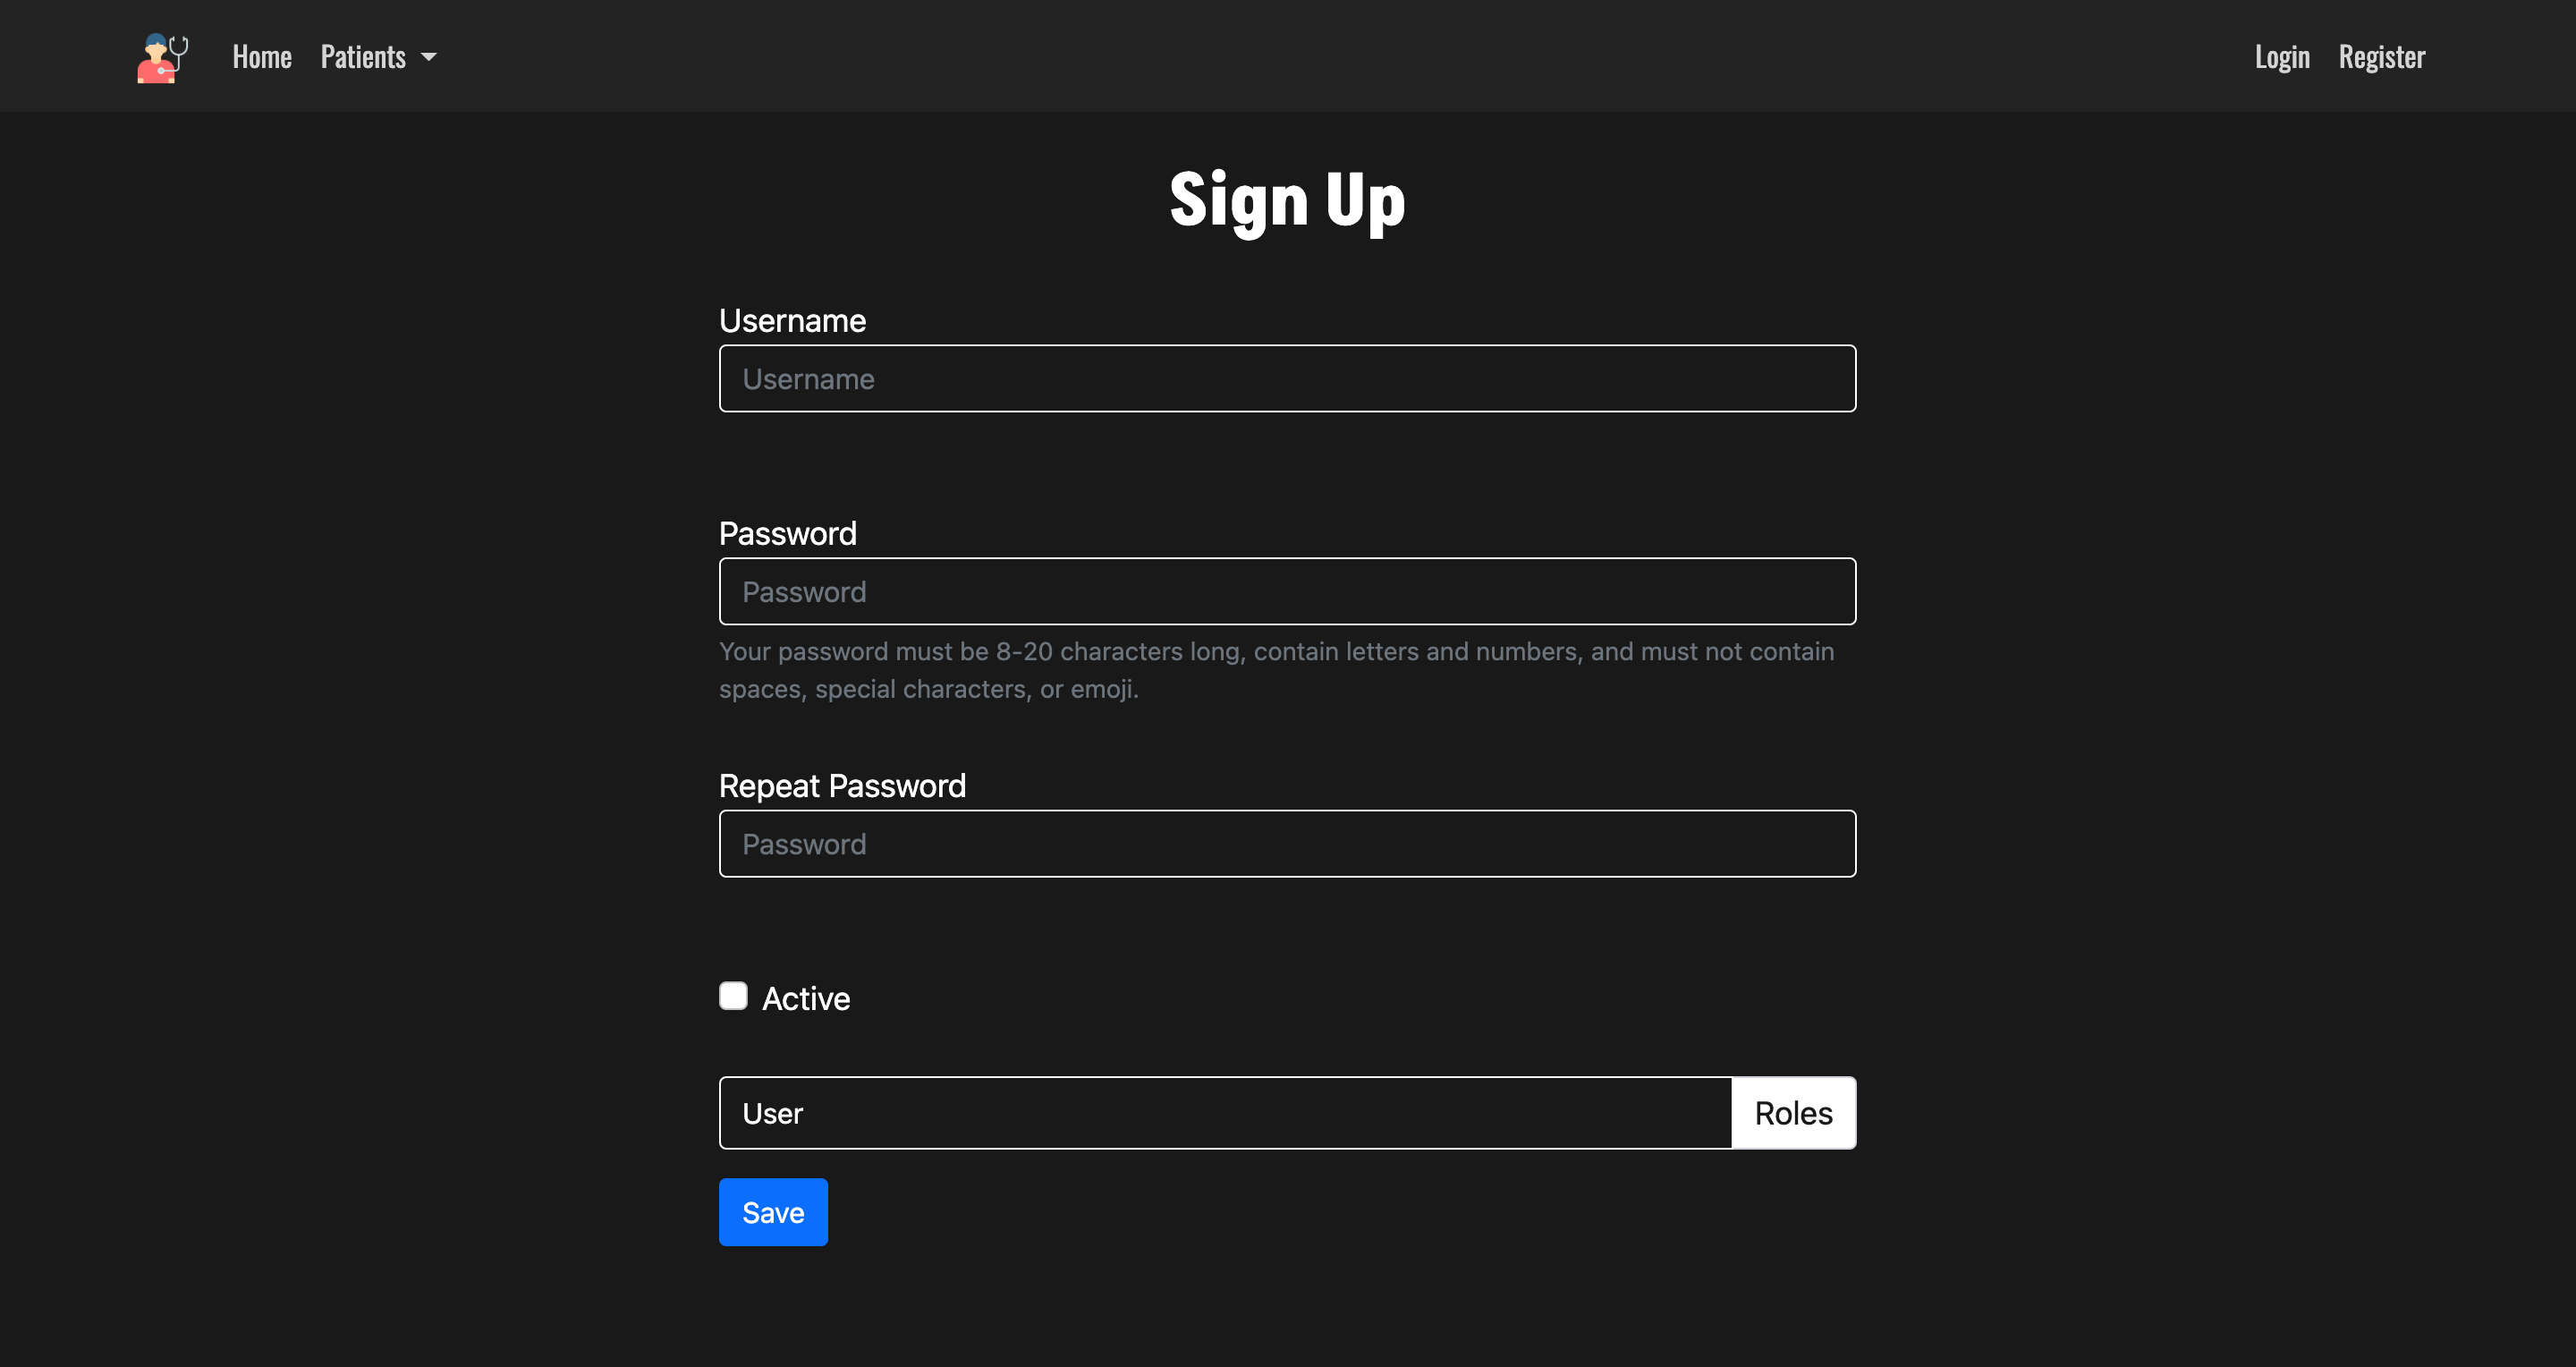 Home Patients Login Register
Sign Up
Username
Username
Password
Password
Your password must be 8-20 characters long, contain letters and numbers, and must not contain
spaces, special characters, or emoji.
Repeat Password
Password
Active
User Roles
Save